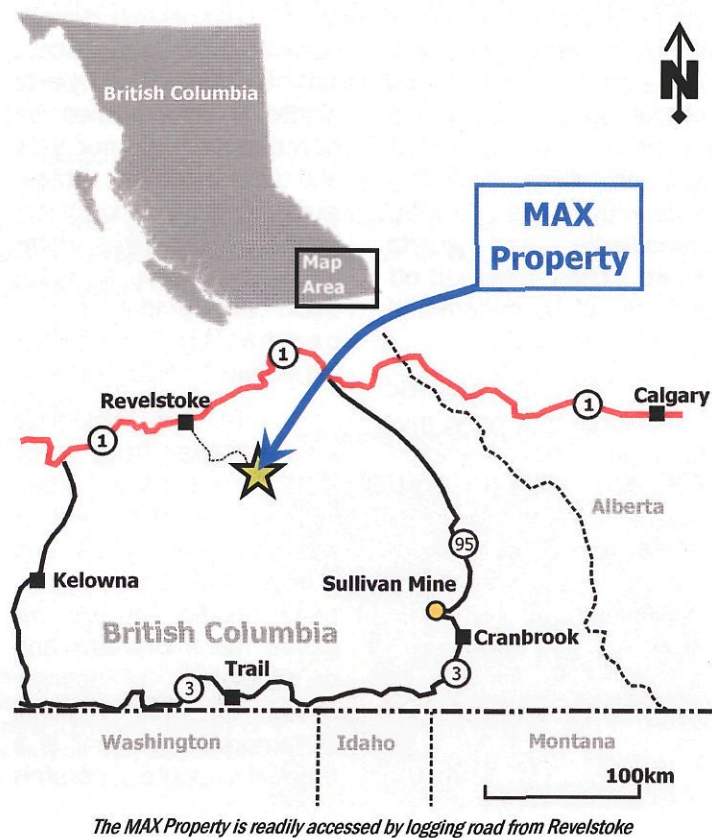 British Columbia
N
Map
Area
MAX
Property
1
Revelstoke
1
1
Calgary
Alberta
95
Kelowna
Sullivan Mine
British Columbia
Cranbrook
Trail
3
3
Washington
Idaho
Montana
100km
The MAX Property is readily accessed by logging road from Revelstoke